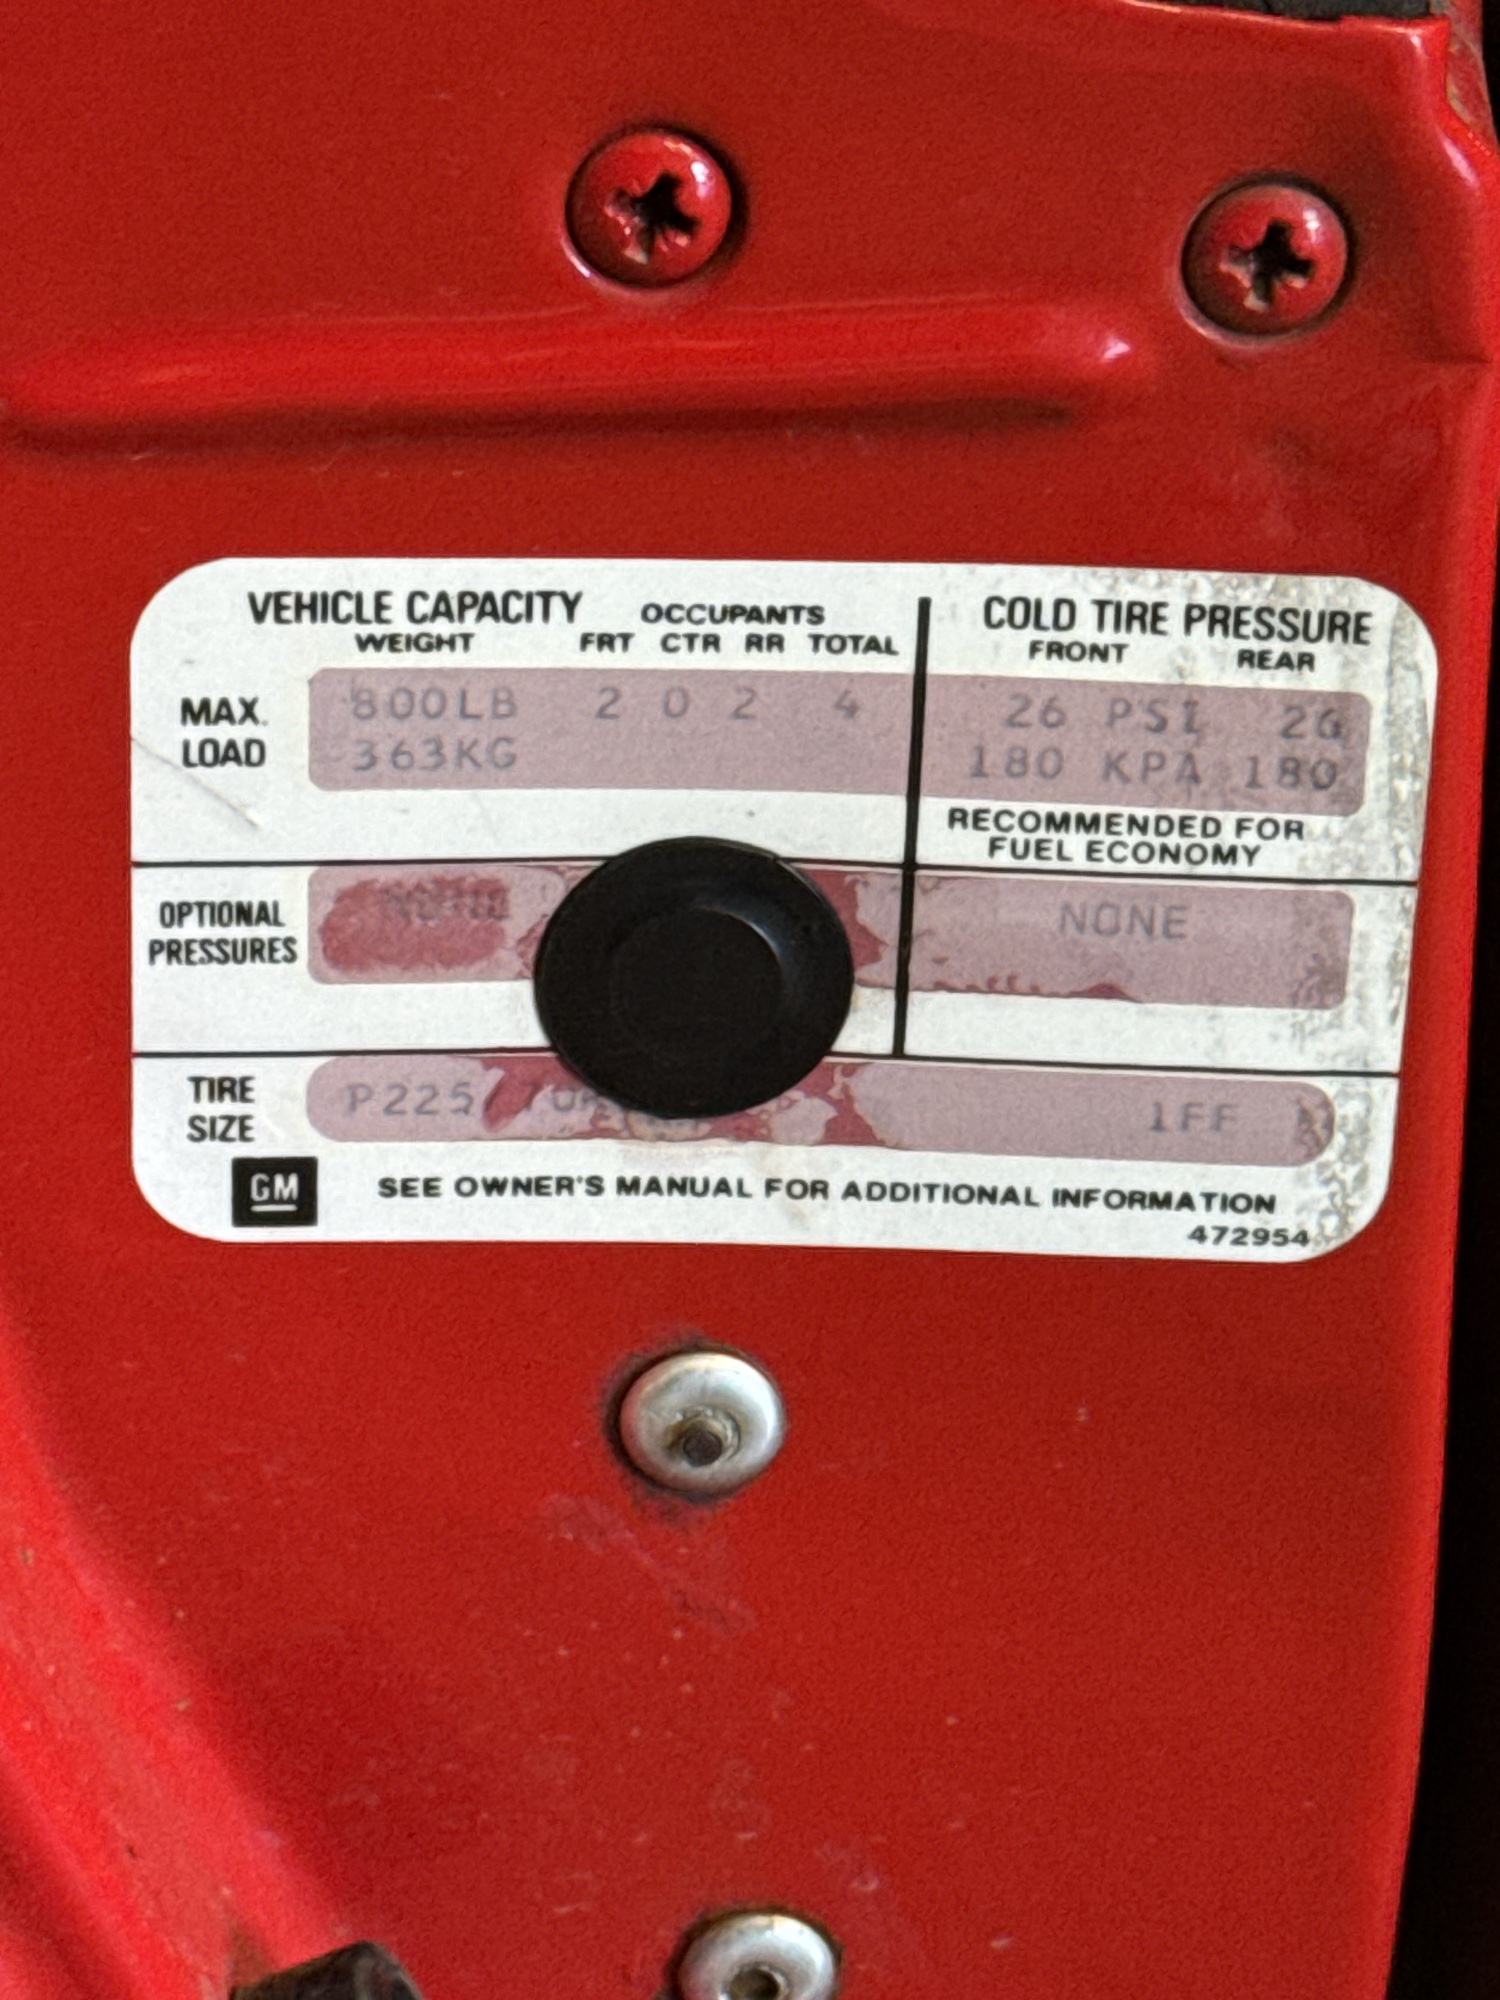 VEHICLE CAPACITY OCCUPANTS COLD TIRE PRESSURE
WEIGHT FRT CTR RR TOTAL FRONT REAR
MAX. 800LB 2 0 2 4 26 PSI 26
LOAD 363KG 180 KPA 180
RECOMMENDED FOR
FUEL ECONOMY
OPTIONAL NONE
PRESSURES
TIRE P225/70R 1FF
SIZE
GM SEE OWNER'S MANUAL FOR ADDITIONAL INFORMATION
472954